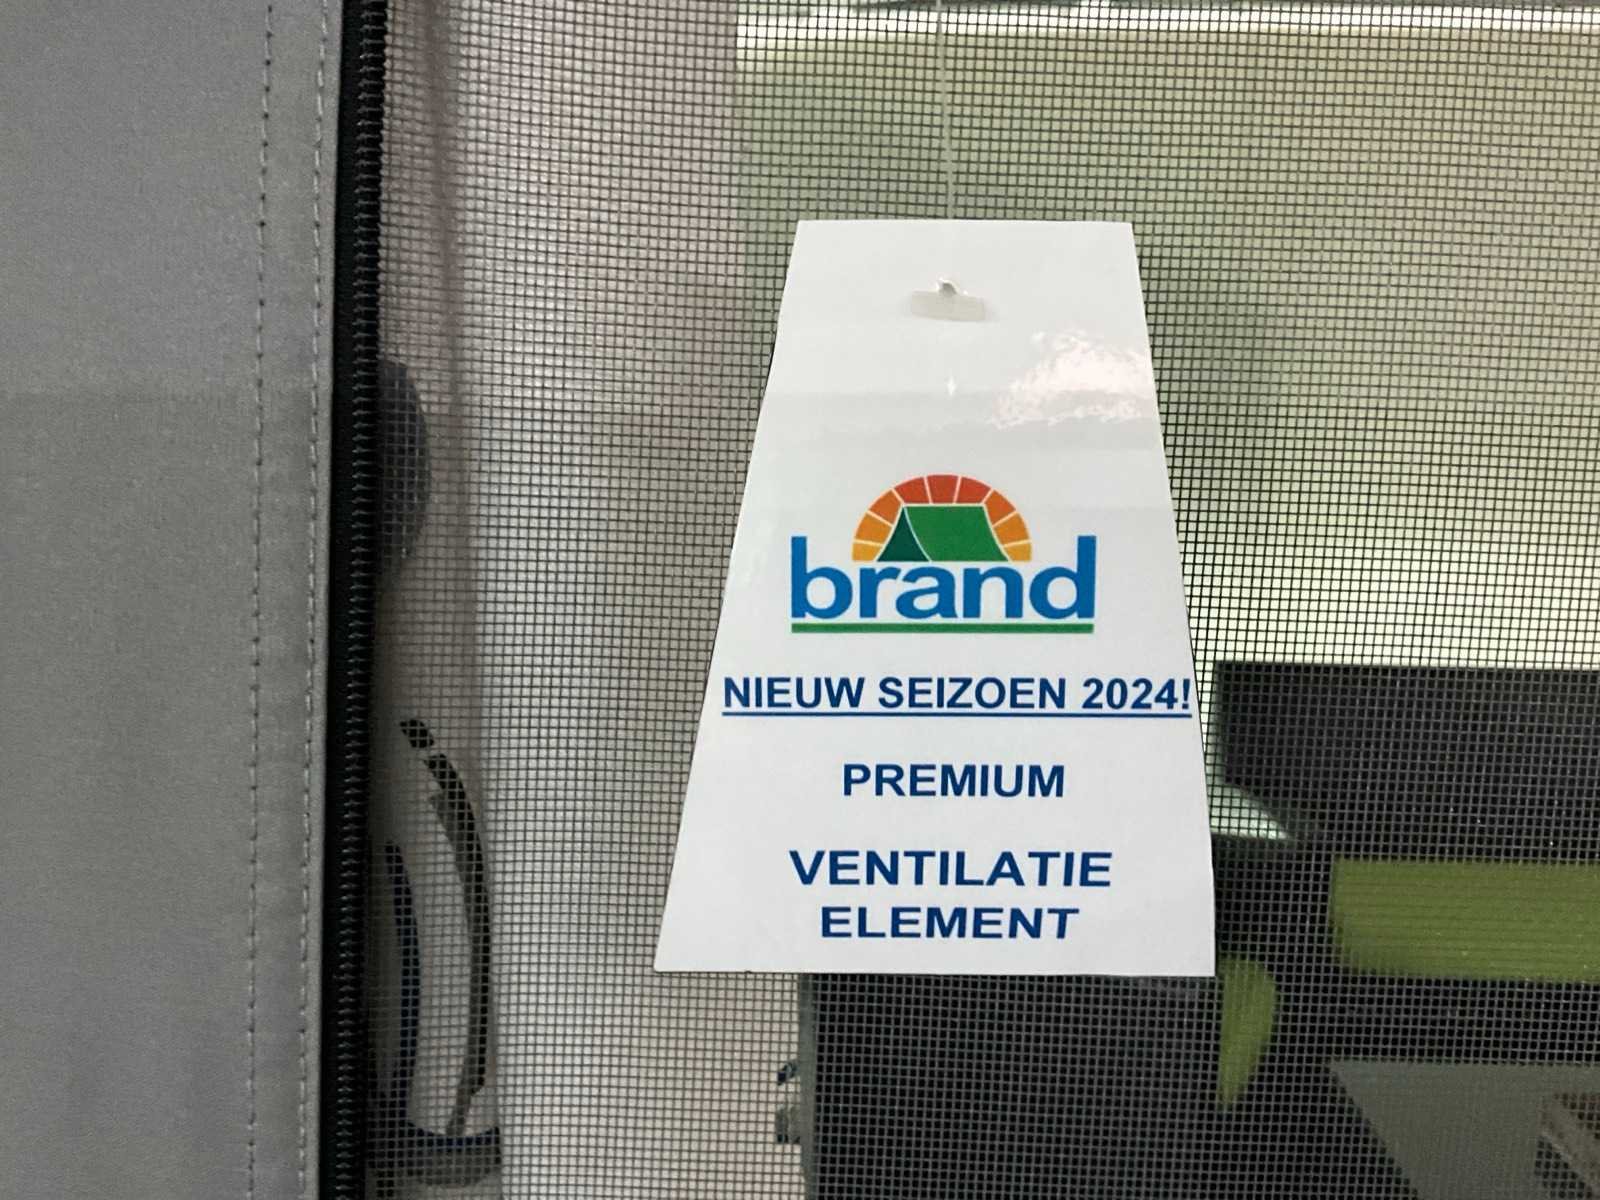 brand
NIEUW SEIZOEN 2024!
PREMIUM
VENTILATIE
ELEMENT